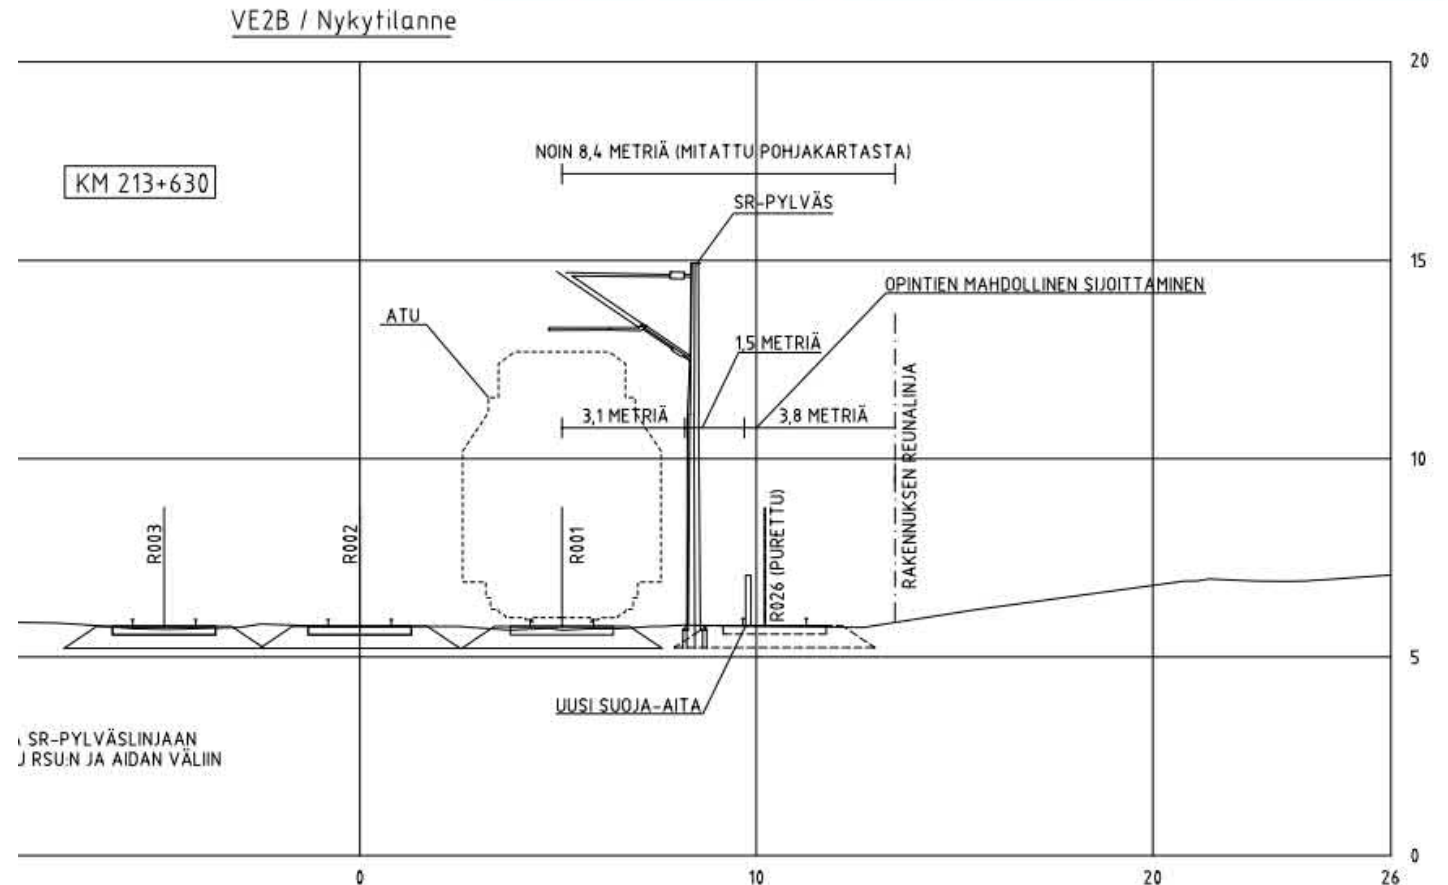 VE2B / Nykytilanne
20
NOIN 8,4 METRIÄ (MITATTU POHJAKARTASTA)
KM 213+630
SR-PYLVÄS
15
OPINTIEN MAHDOLLINEN SIJOITTAMINEN
ATU
1,5 METRIÄ
3,1 METRIÄ
3,8 METRIÄ
RAKENNUKSEN REUNALINJA
10
R003
R002
R001
R026 (PURETTU)
5
UUSI SUOJA-AITA
SR-PYLVÄSLINJAAN
RSU:N JA AIDAN VÄLIIN
0
0
10
20
26